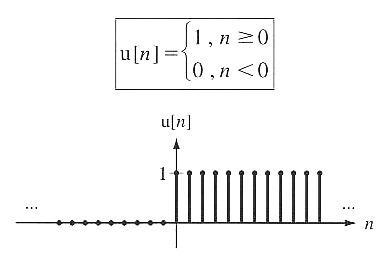 u[n] = { 1 , n ≥ 0
0 , n < 0
u[n]
1
... ...
n